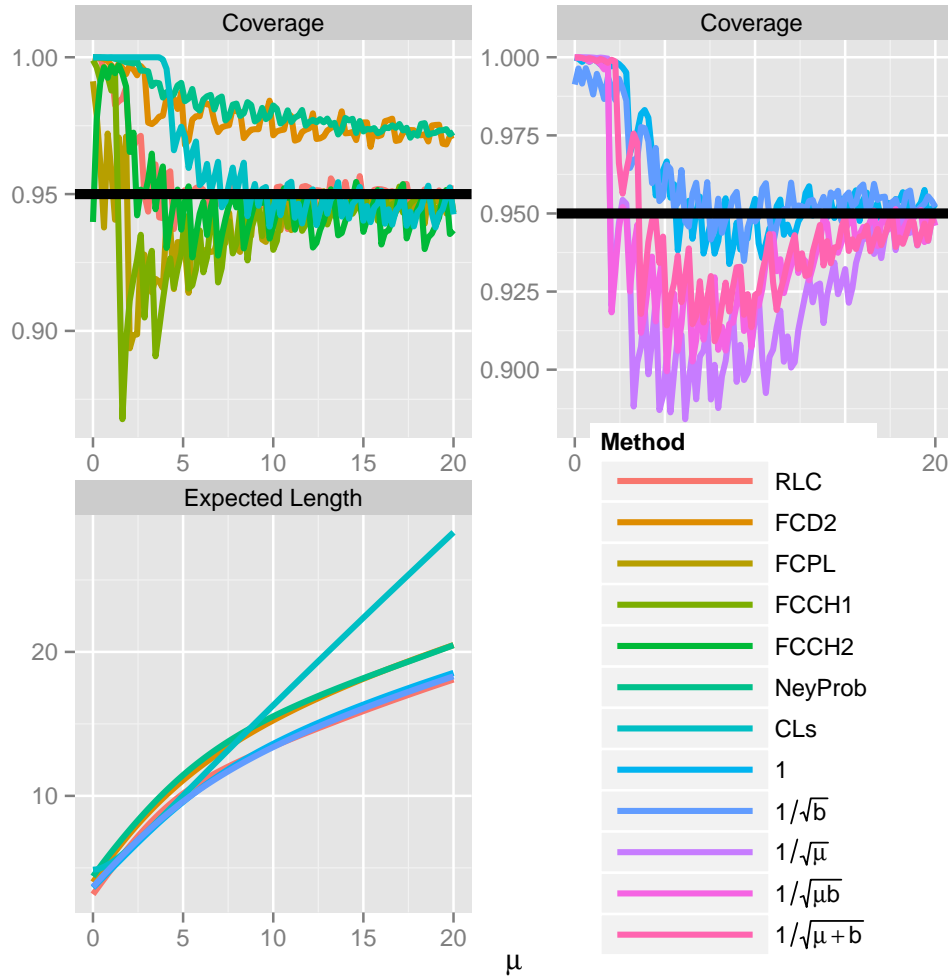 Coverage
1.00
0.95
0.90
0 5 10 15 20
Coverage
1.000
0.975
0.950
0.925
0.900
0 20
Expected Length
20
10
0 5 10 15 20
μ
Method
RLC
FCD2
FCPL
FCCH1
FCCH2
NeyProb
CLs
1
1/√b
1/√μ
1/√μb
1/√μ + b